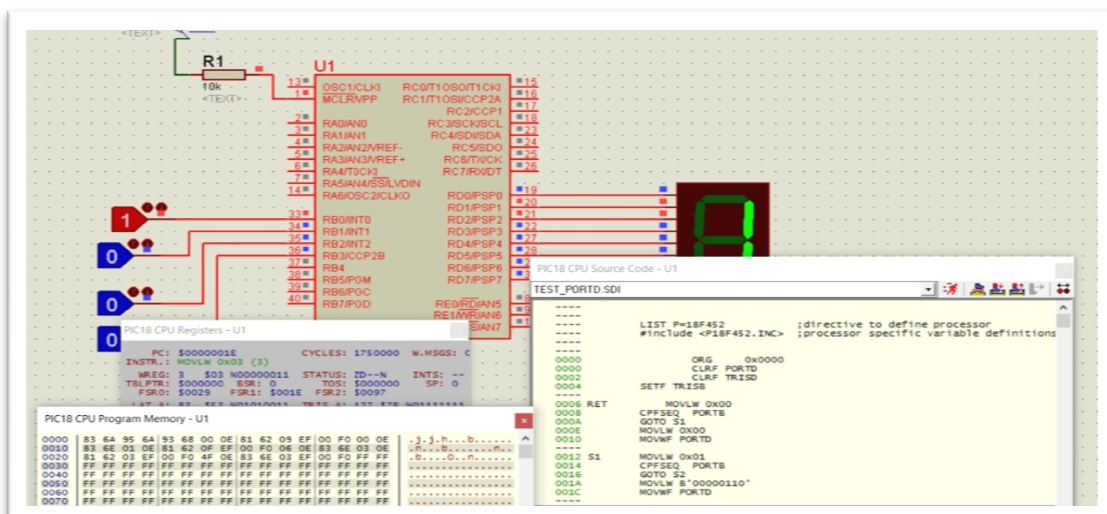 <TEXT>
R1
10k
<TEXT>
U1
13 OSC1/CLKI RC0/T1OSO/T1CKI 15
1 MCLR/VPP RC1/T1OSI/CCP2A 16
RC2/CCP1 17
2 RA0/AN0 RC3/SCK/SCL 18
3 RA1/AN1 RC4/SDI/SDA 23
4 RA2/AN2/VREF- RC5/SDO 24
5 RA3/AN3/VREF+ RC6/TX/CK 25
6 RA4/T0CKI RC7/RX/DT 26
7 RA5/AN4/SS/LVDIN
14 RA6/OSC2/CLKO RD0/PSP0 19
RD1/PSP1 20
1 33 RB0/INT0 RD2/PSP2 21
34 RB1/INT1 RD3/PSP3 22
0 35 RB2/INT2 RD4/PSP4 27
36 RB3/CCP2B RD5/PSP5 28
37 RB4 RD6/PSP6
38 RB5/PGM RD7/PSP7
39 RB6/PGC
0 40 RB7/PGD RE0/RD/AN5
RE1/WR/AN6
0
PIC18 CPU Registers - U1
PC: $0000001E CYCLES: 1750000 W.MSGS:
INSTR.: MOVLW 0x03 (3)
WREG: 3 $03 %00000011 STATUS: ZD--N INTS: --
TBLPTR: $000000 BSR: 0 TOS: $000000 SP: 0
FSR0: $0029 FSR1: $001E FSR2: $0097
PIC18 CPU Program Memory - U1
0000 83 6A 95 6A 93 68 00 0E 81 62 09 EF 00 F0 00 0E
0010 83 6E 01 0E 81 62 0F EF 00 F0 06 0E 83 6E 03 0E
0020 81 62 03 EF 00 F0 4F 0E 83 6E 03 EF 00 F0 FF FF
0030 FF FF FF FF FF FF FF FF FF FF FF FF FF FF FF FF
0040 FF FF FF FF FF FF FF FF FF FF FF FF FF FF FF FF
0050 FF FF FF FF FF FF FF FF FF FF FF FF FF FF FF FF
0060 FF FF FF FF FF FF FF FF FF FF FF FF FF FF FF FF
0070 FF FF FF FF FF FF FF FF FF FF FF FF FF FF FF FF
PIC18 CPU Source Code - U1
TEST_PORTD.SDI
----
---- LIST P=18F452 ;directive to define processor
---- #include <P18F452.INC> ;processor specific variable definitions
----
----
0000 ORG 0x0000
0000 CLRF PORTD
0002 CLRF TRISD
0004 SETF TRISB
----
0006 RET MOVLW 0x00
0008 CPFSEQ PORTB
000A GOTO S1
000E MOVLW 0X00
0010 MOVWF PORTD
----
0012 S1 MOVLW 0x01
0014 CPFSEQ PORTB
0016 GOTO S2
001A MOVLW B'00000110'
001C MOVWF PORTD
----